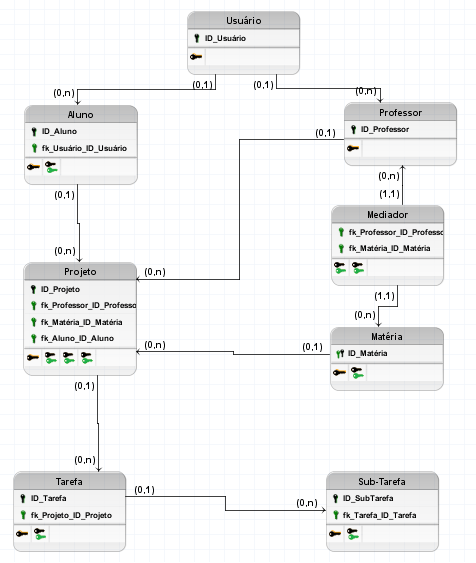 Usuário
ID_Usuário
(0,1)
(0,1)
(0,n)
(0,n)
Aluno
ID_Aluno
fk_Usuário_ID_Usuário
Professor
ID_Professor
(0,1)
(0,1)
(0,n)
(1,1)
Mediador
fk_Professor_ID_Professo
fk_Matéria_ID_Matéria
(0,n)
(0,n)
Projeto
ID_Projeto
fk_Professor_ID_Professo
fk_Matéria_ID_Matéria
fk_Aluno_ID_Aluno
(1,1)
(0,n)
Matéria
ID_Matéria
(0,n)
(0,1)
(0,1)
(0,n)
Tarefa
ID_Tarefa
fk_Projeto_ID_Projeto
(0,1)
(0,n)
Sub-Tarefa
ID_SubTarefa
fk_Tarefa_ID_Tarefa